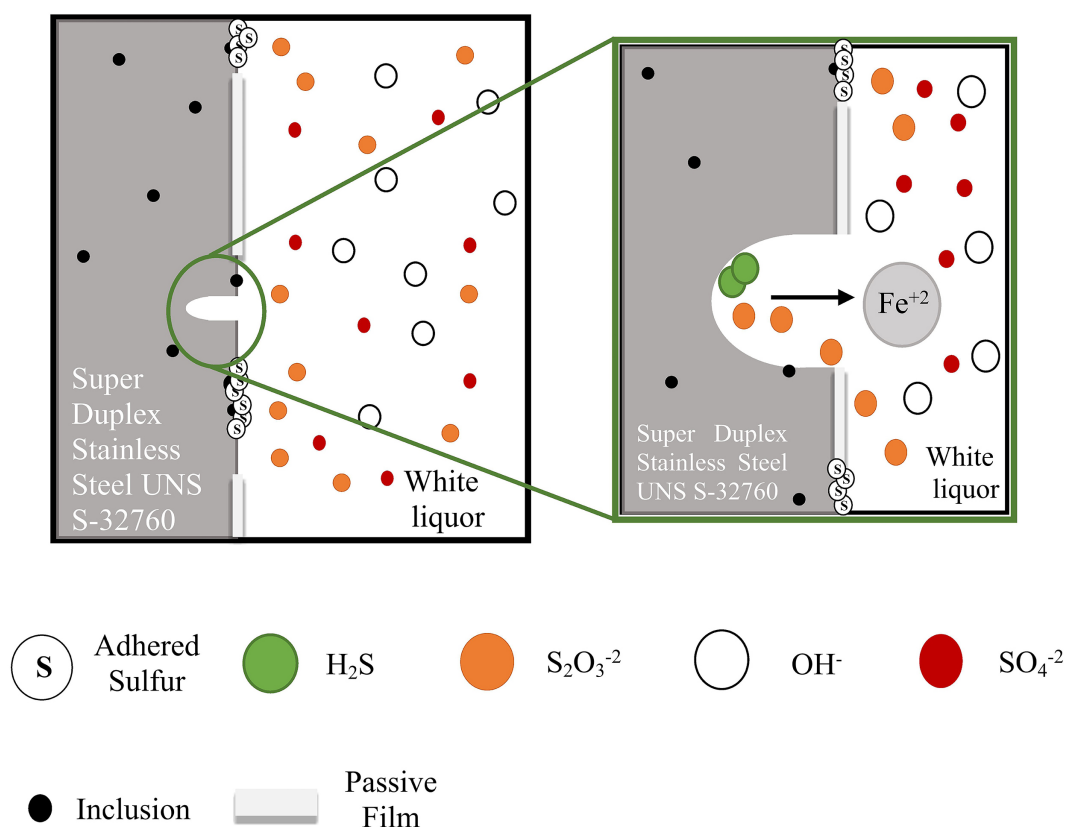 S
S
S
S
S
S
S
S
S
S
Super
Duplex
Stainless
Steel UNS
S-32760
White
liquor
S
S
S
S
Fe⁺²
Super Duplex
Stainless Steel
UNS S-32760
White
liquor
S
S
S
S
S
Adhered
Sulfur
H₂S
S₂O₃⁻²
OH⁻
SO₄⁻²
Inclusion
Passive
Film